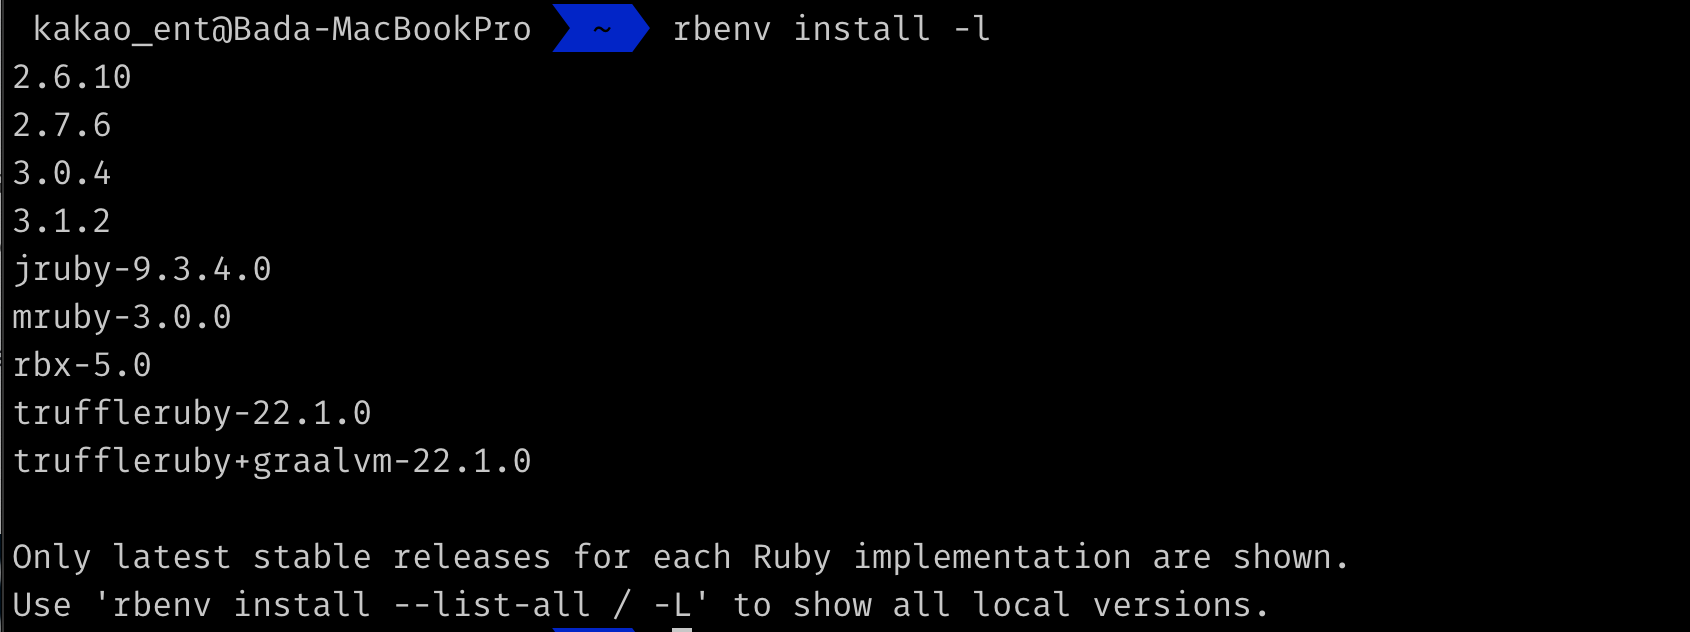 kakao_ent@Bada-MacBookPro ~ rbenv install -l
2.6.10
2.7.6
3.0.4
3.1.2
jruby-9.3.4.0
mruby-3.0.0
rbx-5.0
truffleruby-22.1.0
truffleruby+graalvm-22.1.0

Only latest stable releases for each Ruby implementation are shown.
Use 'rbenv install --list-all / -L' to show all local versions.